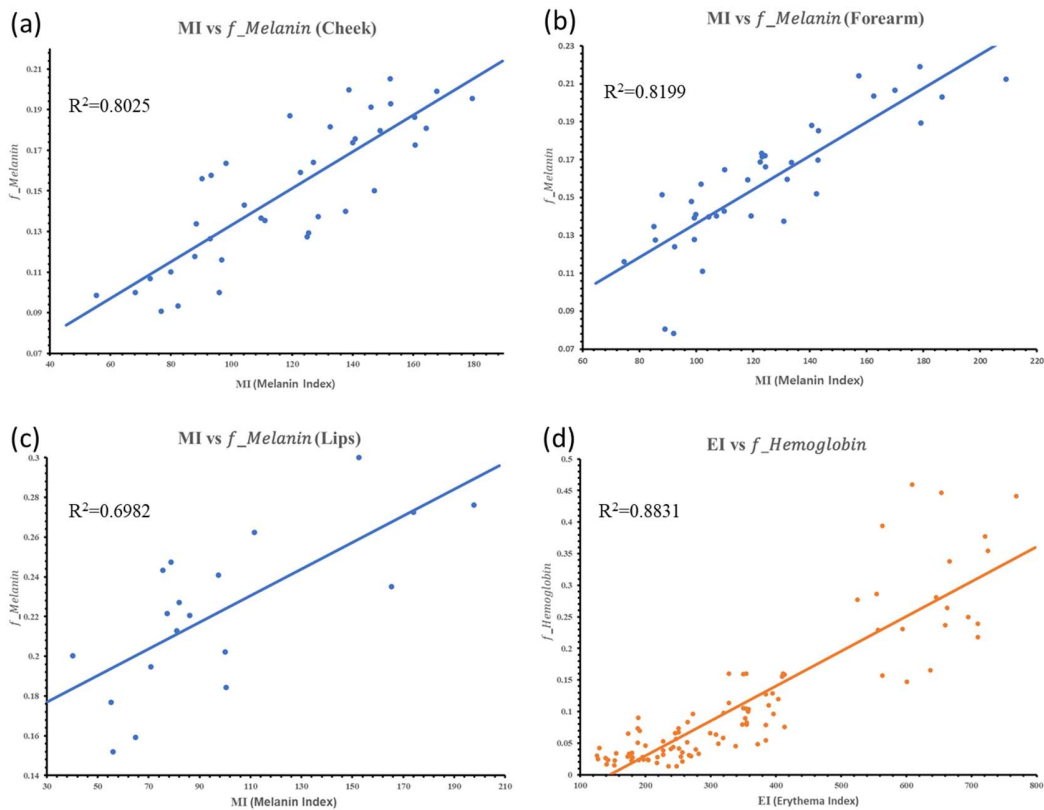 (a)
MI vs f_Melanin (Cheek)
R²=0.8025
f_Melanin
0.21
0.19
0.17
0.15
0.13
0.11
0.09
0.07
40 60 80 100 120 140 160 180
MI (Melanin Index)
(b)
MI vs f_Melanin (Forearm)
R²=0.8199
f_Melanin
0.23
0.21
0.19
0.17
0.15
0.13
0.11
0.09
0.07
60 80 100 120 140 160 180 200 220
MI (Melanin Index)
(c)
MI vs f_Melanin (Lips)
R²=0.6982
f_Melanin
0.3
0.28
0.26
0.24
0.22
0.2
0.18
0.16
0.14
30 50 70 90 110 130 150 170 190 210
MI (Melanin Index)
(d)
EI vs f_Hemoglobin
R²=0.8831
f_Hemoglobin
0.5
0.45
0.4
0.35
0.3
0.25
0.2
0.15
0.1
0.05
0
100 200 300 400 500 600 700 800
EI (Erythema Index)